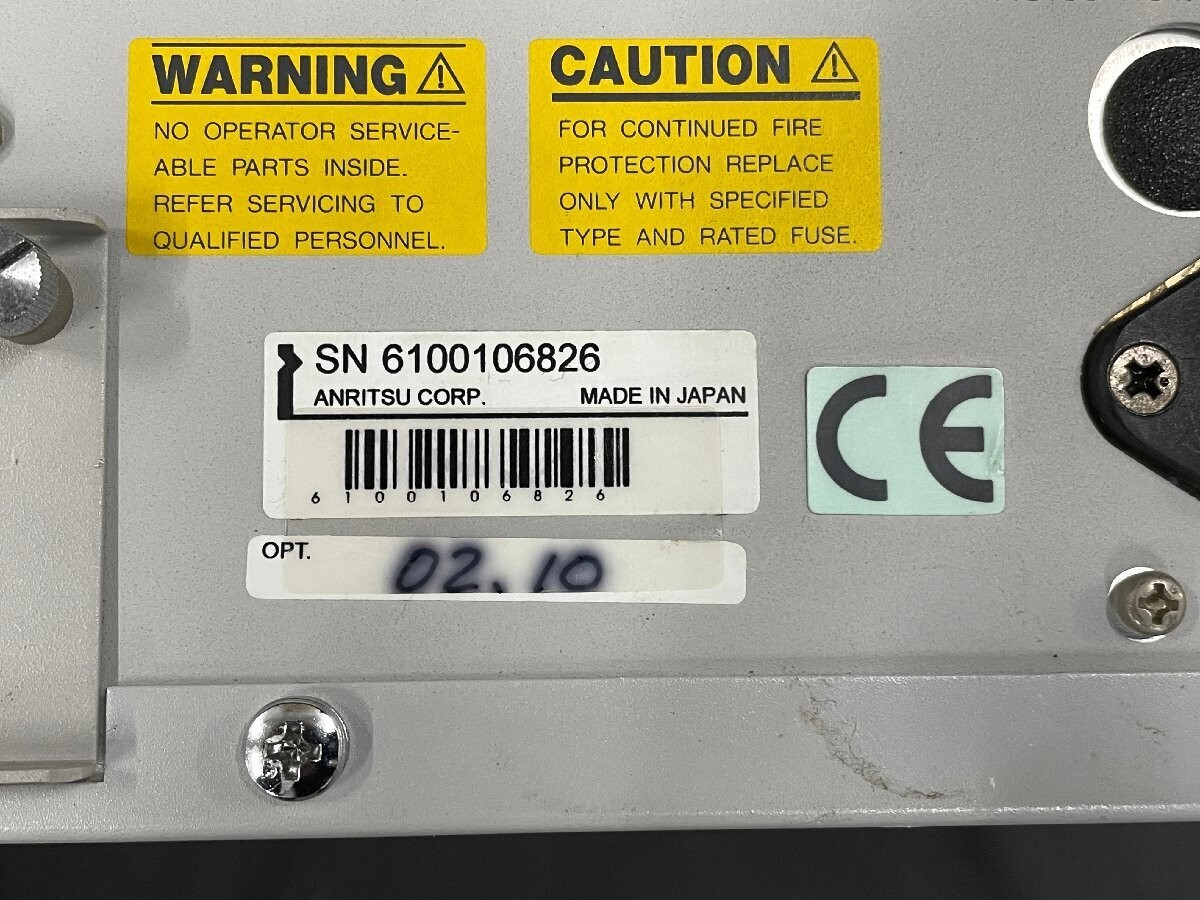 WARNING
NO OPERATOR SERVICE-
ABLE PARTS INSIDE.
REFER SERVICING TO
QUALIFIED PERSONNEL.
CAUTION
FOR CONTINUED FIRE
PROTECTION REPLACE
ONLY WITH SPECIFIED
TYPE AND RATED FUSE.
SN 6100106826
ANRITSU CORP. MADE IN JAPAN
6100106826
CE
OPT. 02, 10